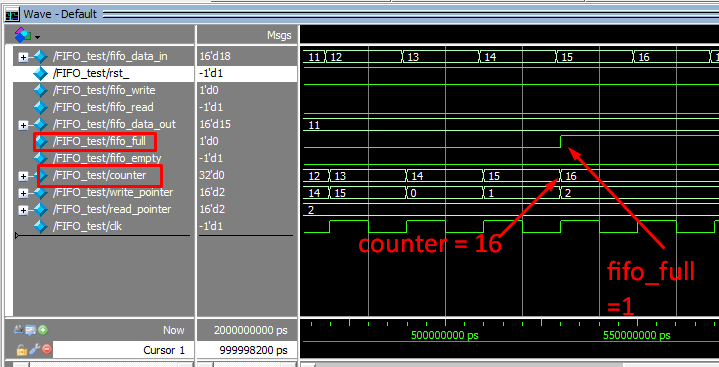 Wave - Default
Msgs
/FIFO_test/fifo_data_in 16'd18 11 12 13 14 15 16
/FIFO_test/rst_ -1'd1
/FIFO_test/fifo_write 1'd0
/FIFO_test/fifo_read -1'd1
/FIFO_test/fifo_data_out 16'd15 11
/FIFO_test/fifo_full 1'd0
/FIFO_test/fifo_empty -1'd1
/FIFO_test/counter 32'd0 12 13 14 15 16
/FIFO_test/write_pointer 16'd2 14 15 0 1 2
/FIFO_test/read_pointer 16'd2 2
/FIFO_test/clk -1'd1
counter = 16
fifo_full
=1
Now 2000000000 ps 500000000 ps 550000000 ps
Cursor 1 999998200 ps